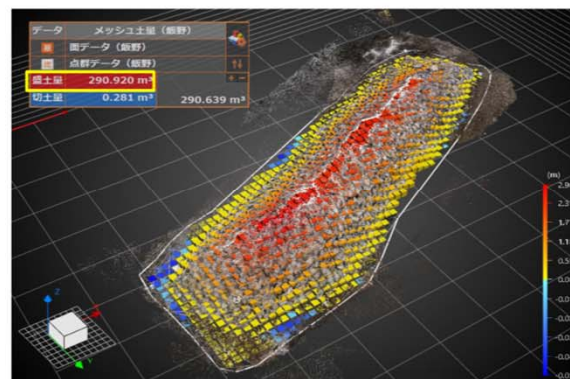 データ メッシュ土量（飯野）
面データ（飯野）
点群データ（飯野）
盛土量 290.920 m³
切土量 0.281 m³ 290.639 m³
(m)
Z